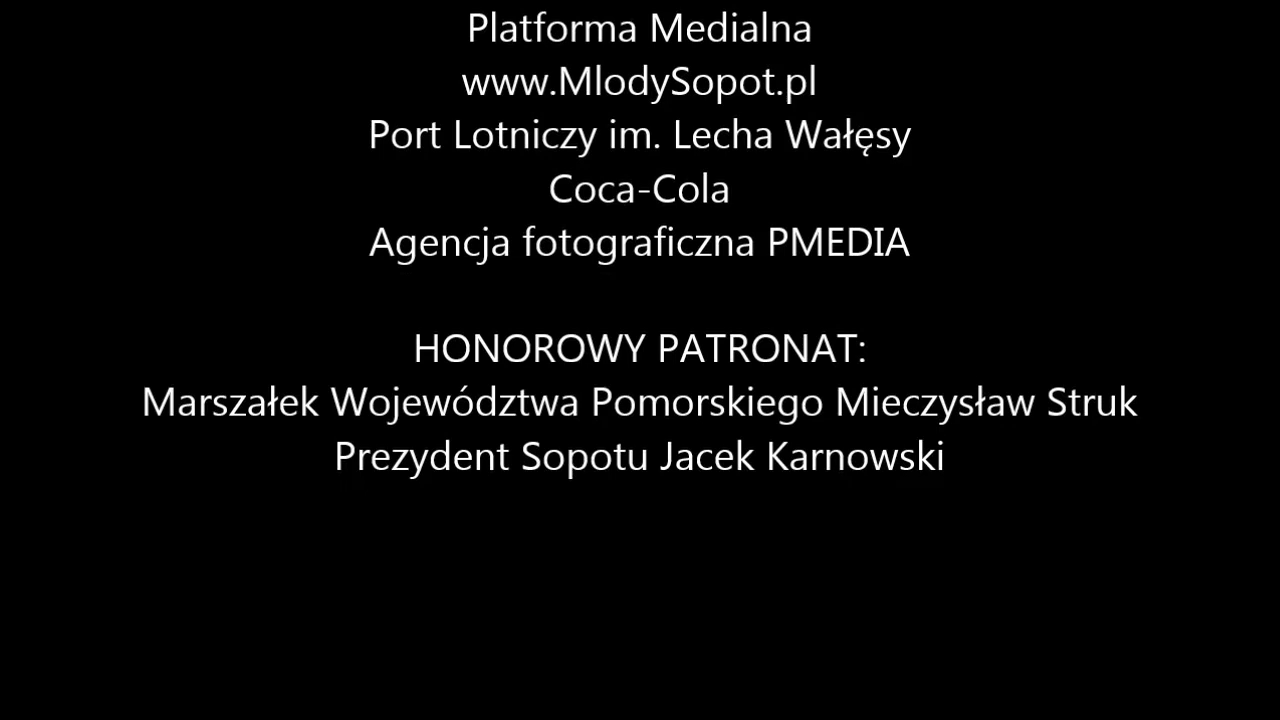 Platforma Medialna
www.MlodySopot.pl
Port Lotniczy im. Lecha Wałęsy
Coca-Cola
Agencja fotograficzna PMEDIA
HONOROWY PATRONAT:
Marszałek Województwa Pomorskiego Mieczysław Struk
Prezydent Sopotu Jacek Karnowski